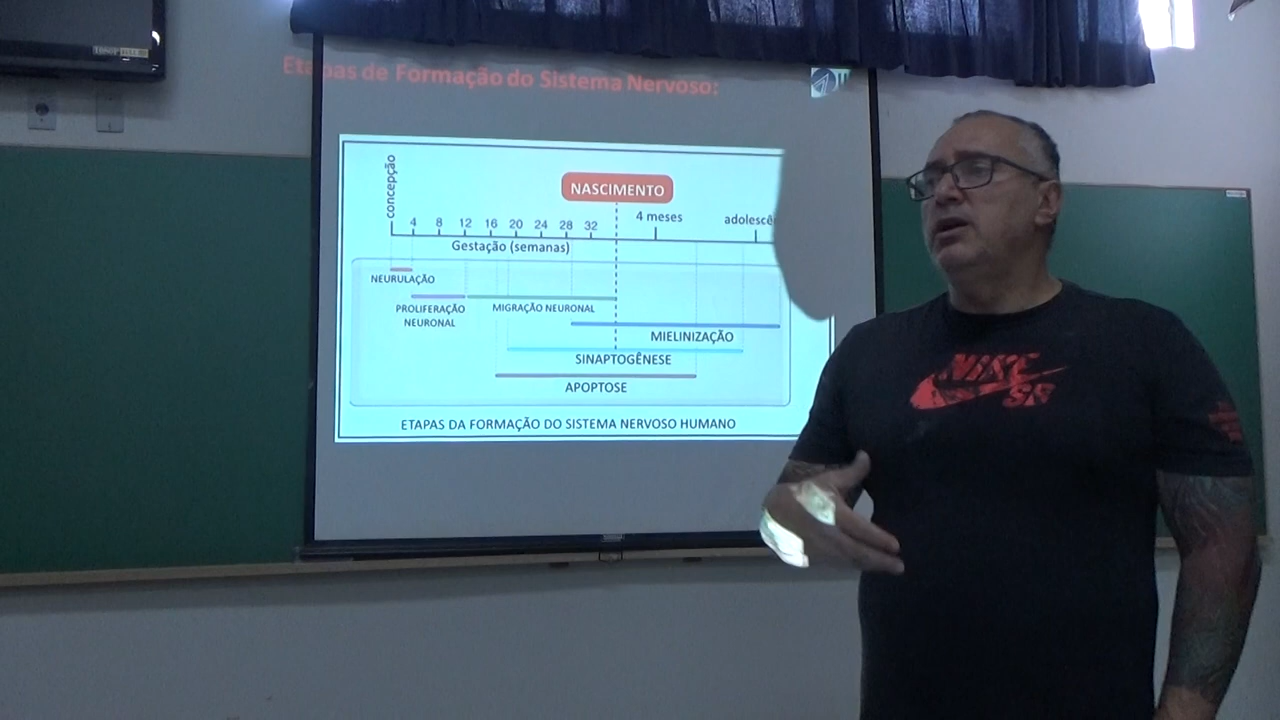 Etapas de Formação do Sistema Nervoso:
concepção
NASCIMENTO
4 8 12 16 20 24 28 32
4 meses
Gestação (semanas)
NEURULAÇÃO
PROLIFERAÇÃO
NEURONAL
MIGRAÇÃO NEURONAL
MIELINIZAÇÃO
SINAPTOGÊNESE
APOPTOSE
ETAPAS DA FORMAÇÃO DO SISTEMA NERVOSO HUMANO
NIKE
SB